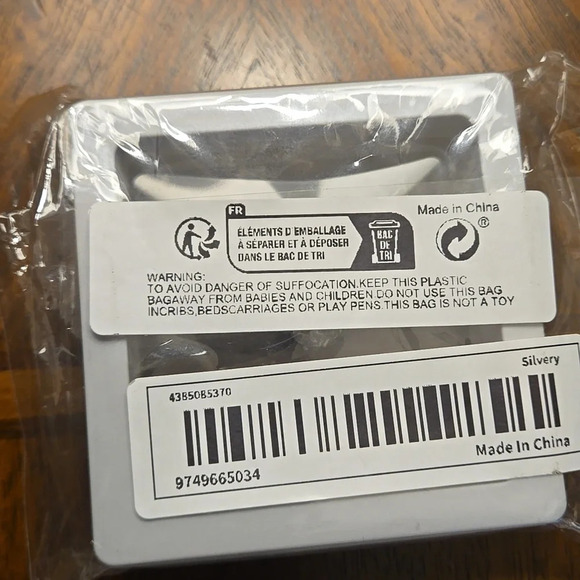 FR
ÉLÉMENTS D'EMBALLAGE
À SÉPARER ET À DÉPOSER
DANS LE BAC DE TRI
BAC
DE
TRI
Made in China
®
WARNING:
TO AVOID DANGER OF SUFFOCATION.KEEP THIS PLASTIC
BAGAWAY FROM BABIES AND CHILDREN DO NOT USE THIS BAG
INCRIBS,BEDSCARRIAGES OR PLAY PENS.THIS BAG IS NOT A TOY
4385085370
Silvery
9749665034
Made In China